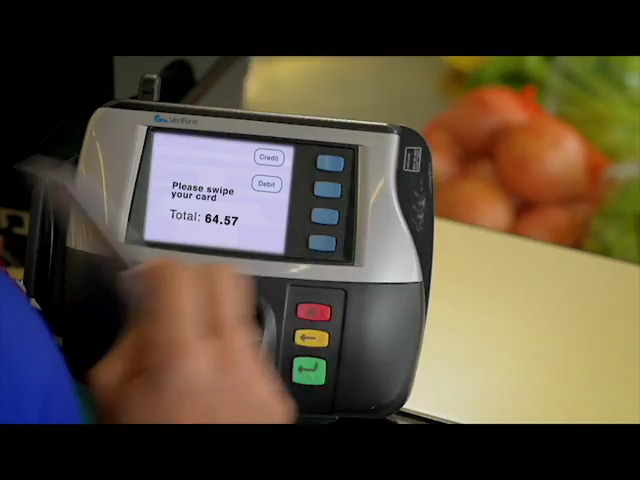 VeriFone
Credit
Debit
Please swipe
your card
Total: 64.57